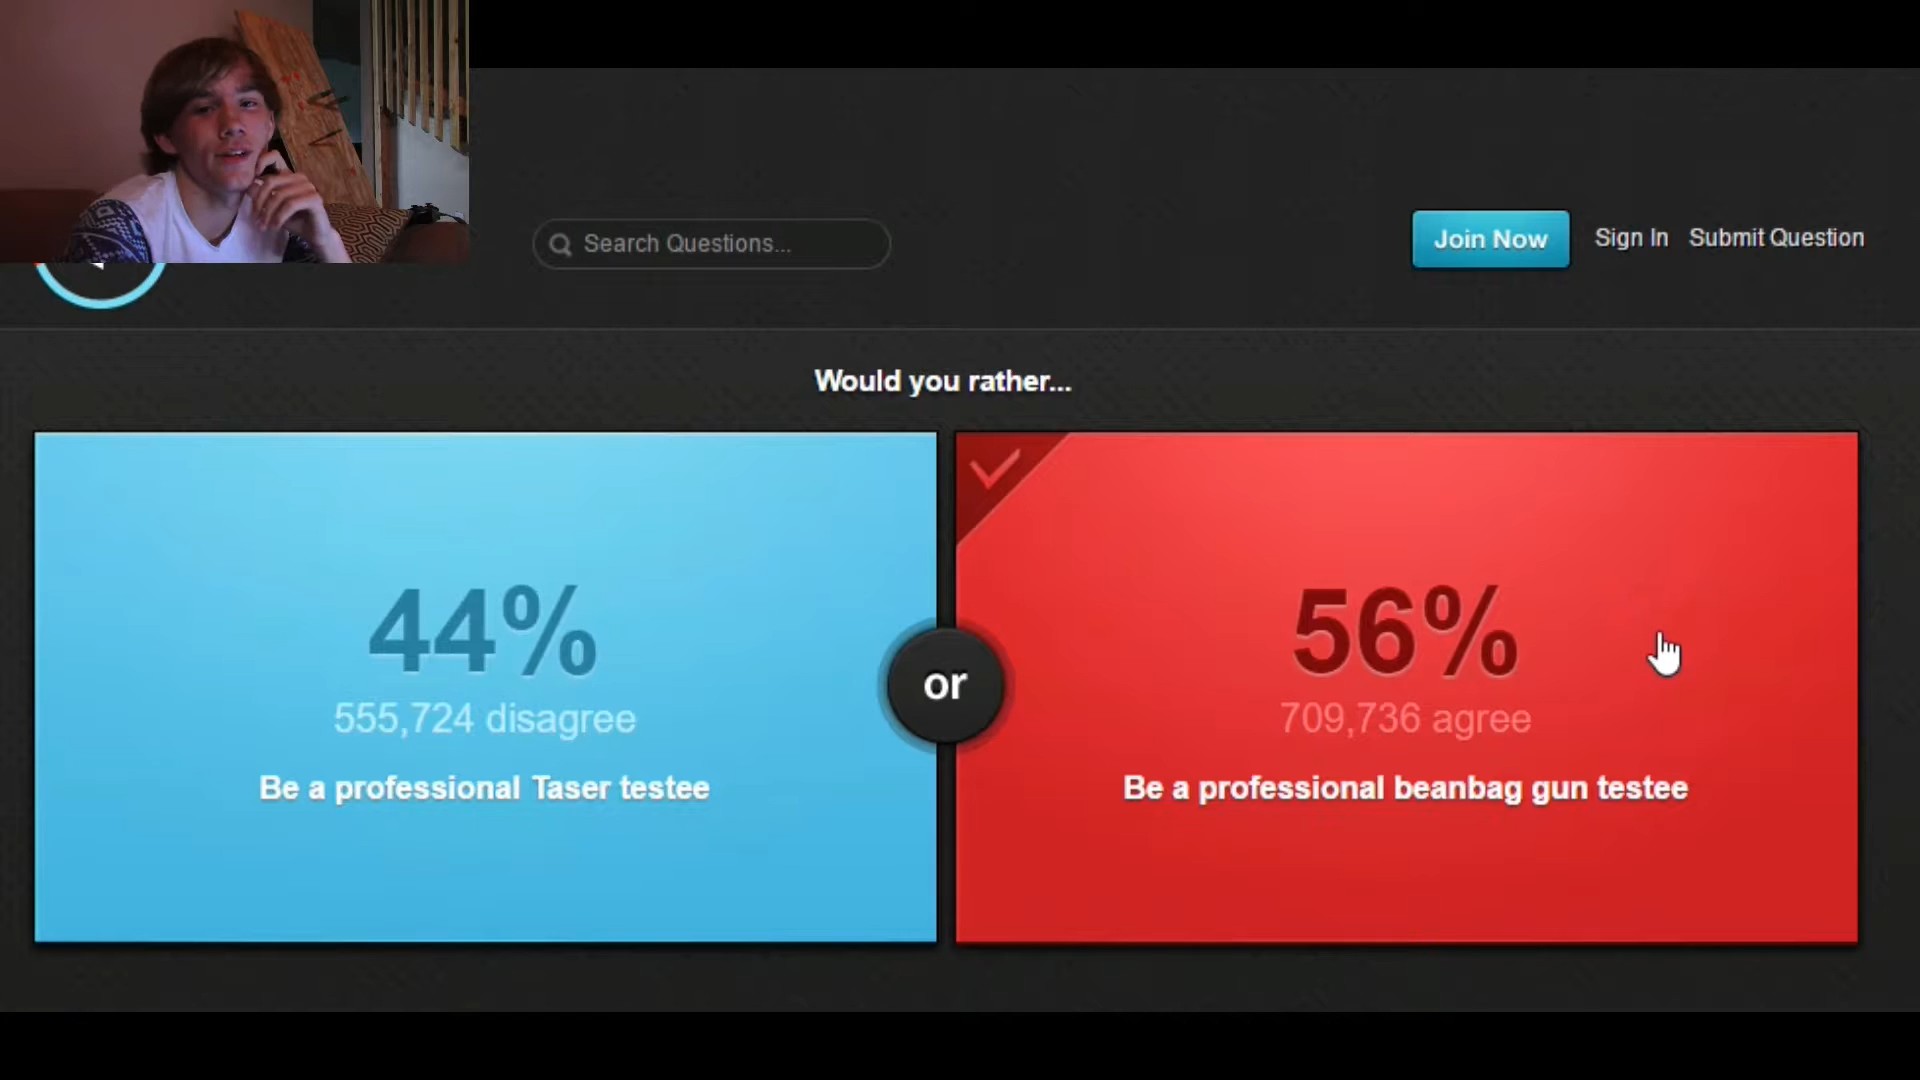 Search Questions...
Join Now
Sign In
Submit Question
Would you rather...
44%
555,724 disagree
Be a professional Taser testee
or
56%
709,736 agree
Be a professional beanbag gun testee